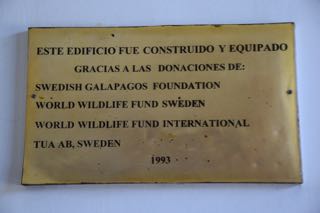 ESTE EDIFICIO FUE CONSTRUIDO Y EQUIPADO
GRACIAS A LAS DONACIONES DE:
SWEDISH GALAPAGOS FOUNDATION
WORLD WILDLIFE FUND SWEDEN
WORLD WILDLIFE FUND INTERNATIONAL
TUA AB, SWEDEN
1993